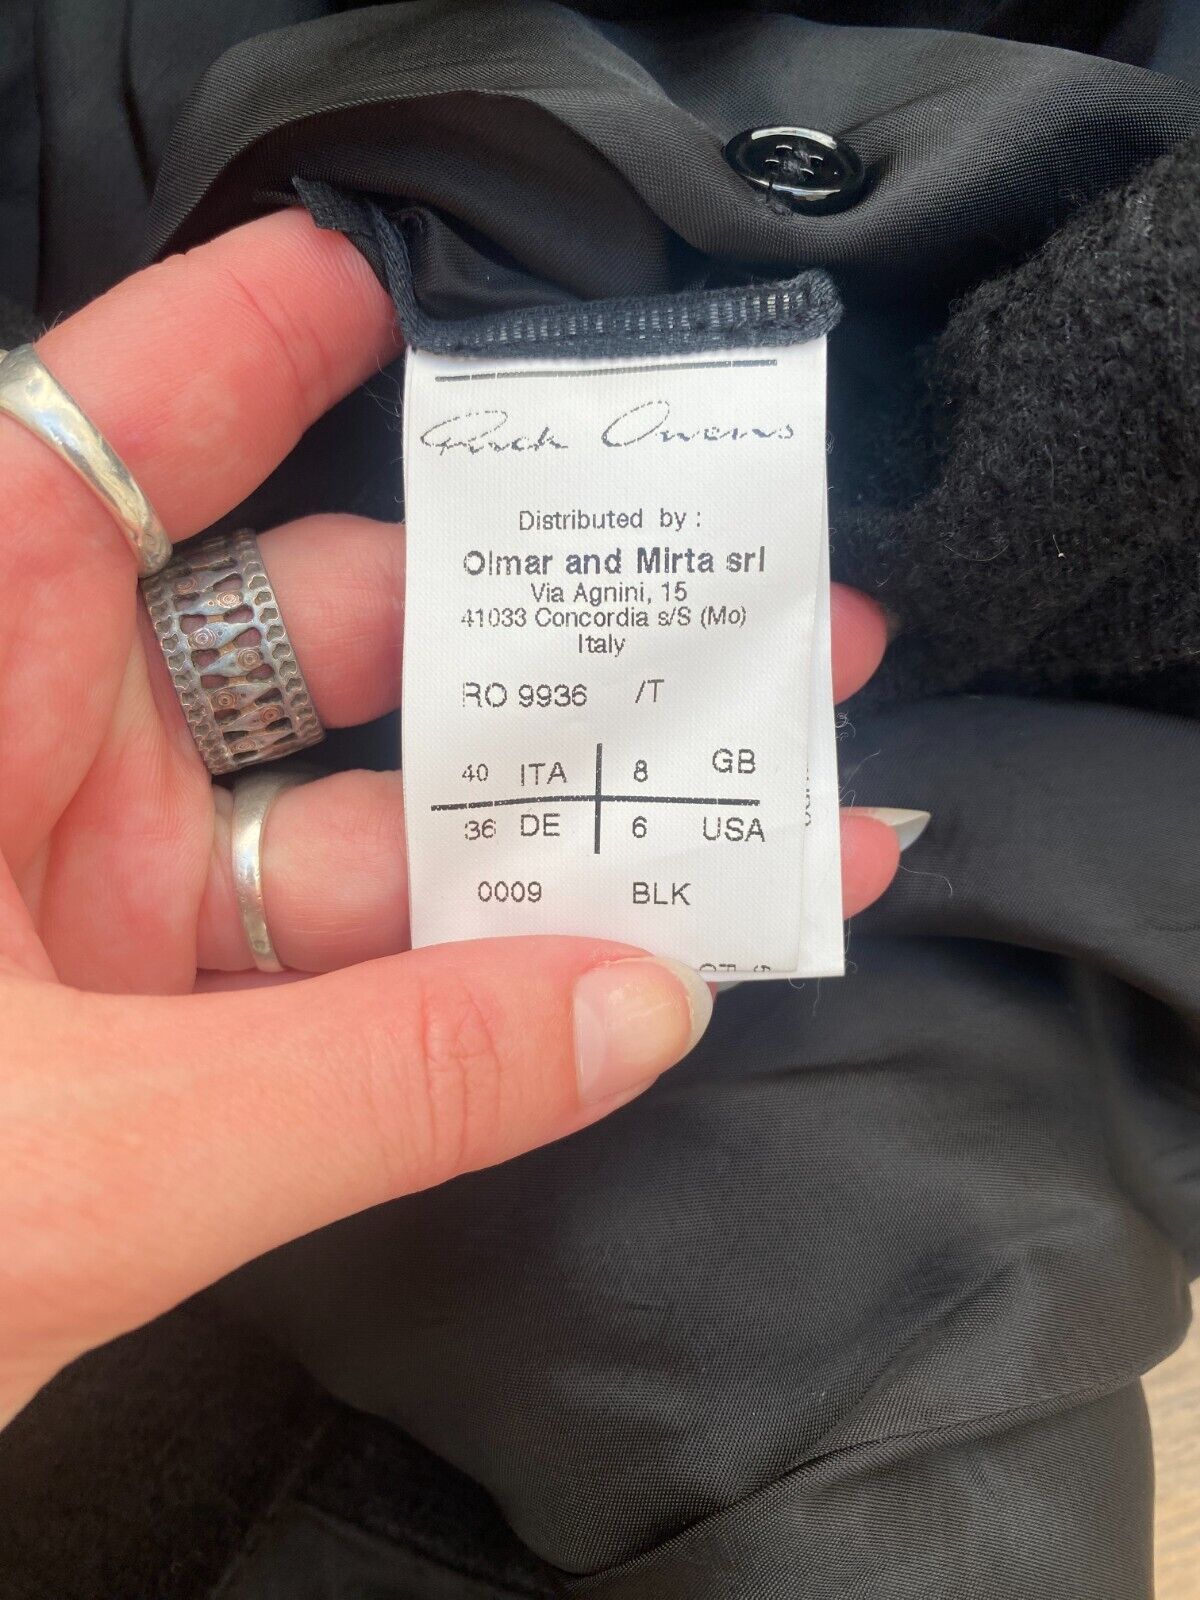 Rick Owens
Distributed by :
Olmar and Mirta srl
Via Agnini, 15
41033 Concordia s/S (Mo)
Italy
RO 9936 /T
40 ITA 8 GB
36 DE 6 USA
0009 BLK